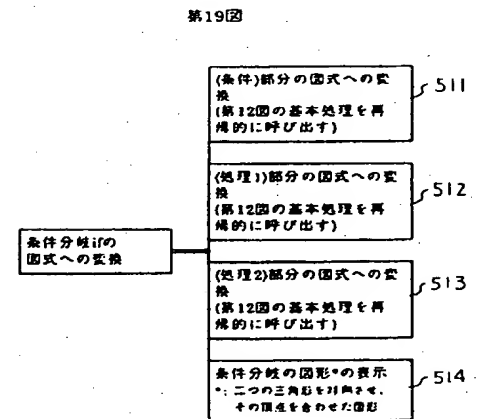 第19図
(条件)部分の図式への変
換
(第12図の基本処理を再
帰的に呼び出す)
511
(処理1)部分の図式への変
換
(第12図の基本処理を再
帰的に呼び出す)
512
条件分岐ifの
図式への変換
(処理2)部分の図式への変
換
(第12図の基本処理を再
帰的に呼び出す)
513
条件分岐の図形*の表示
*; 二つの三角形を対向させ、
その頂点を合わせた図形
514